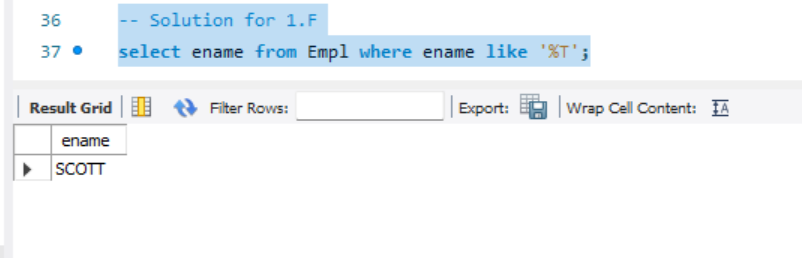 36 -- Solution for 1.F
37 select ename from Empl where ename like '%T';
Result Grid Filter Rows: Export: Wrap Cell Content: IA
ename
SCOTT